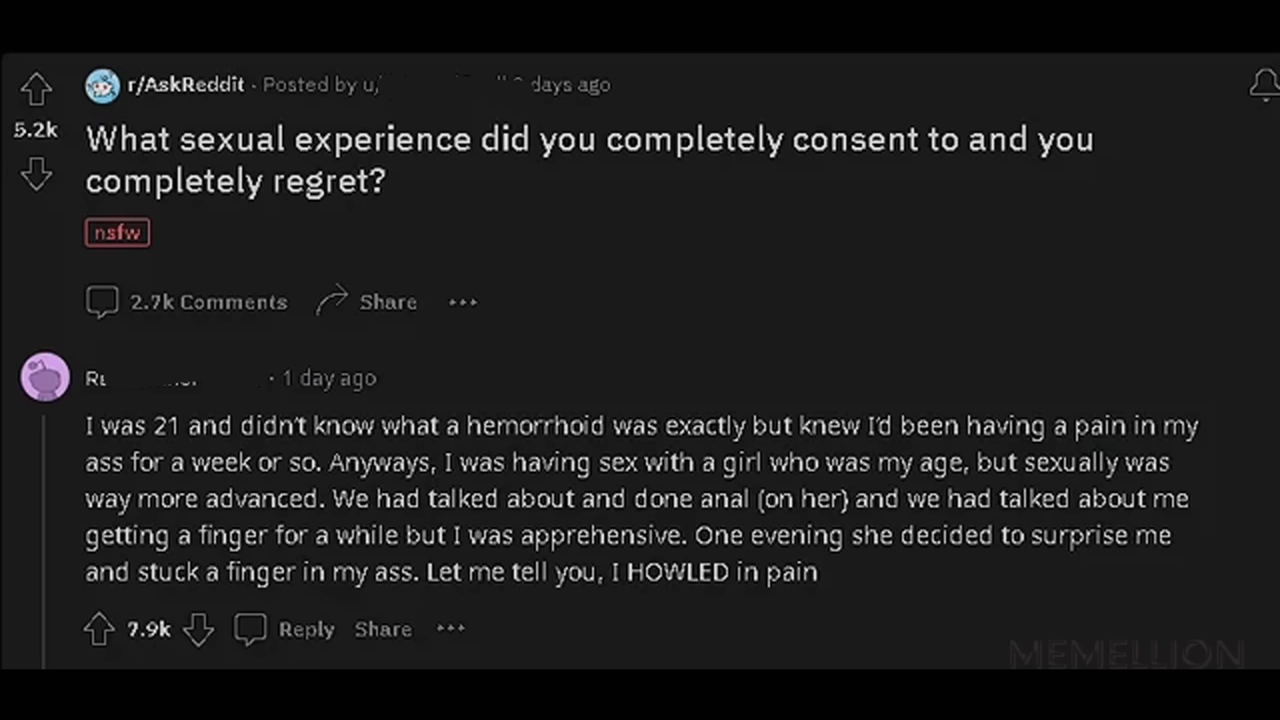 r/AskReddit · Posted by u/ days ago
5.2k
What sexual experience did you completely consent to and you
completely regret?
nsfw
2.7k Comments Share ...
· 1 day ago
I was 21 and didn't know what a hemorrhoid was exactly but knew I'd been having a pain in my
ass for a week or so. Anyways, I was having sex with a girl who was my age, but sexually was
way more advanced. We had talked about and done anal (on her) and we had talked about me
getting a finger for a while but I was apprehensive. One evening she decided to surprise me
and stuck a finger in my ass. Let me tell you, I HOWLED in pain
7.9k Reply Share ...
MEMELLION